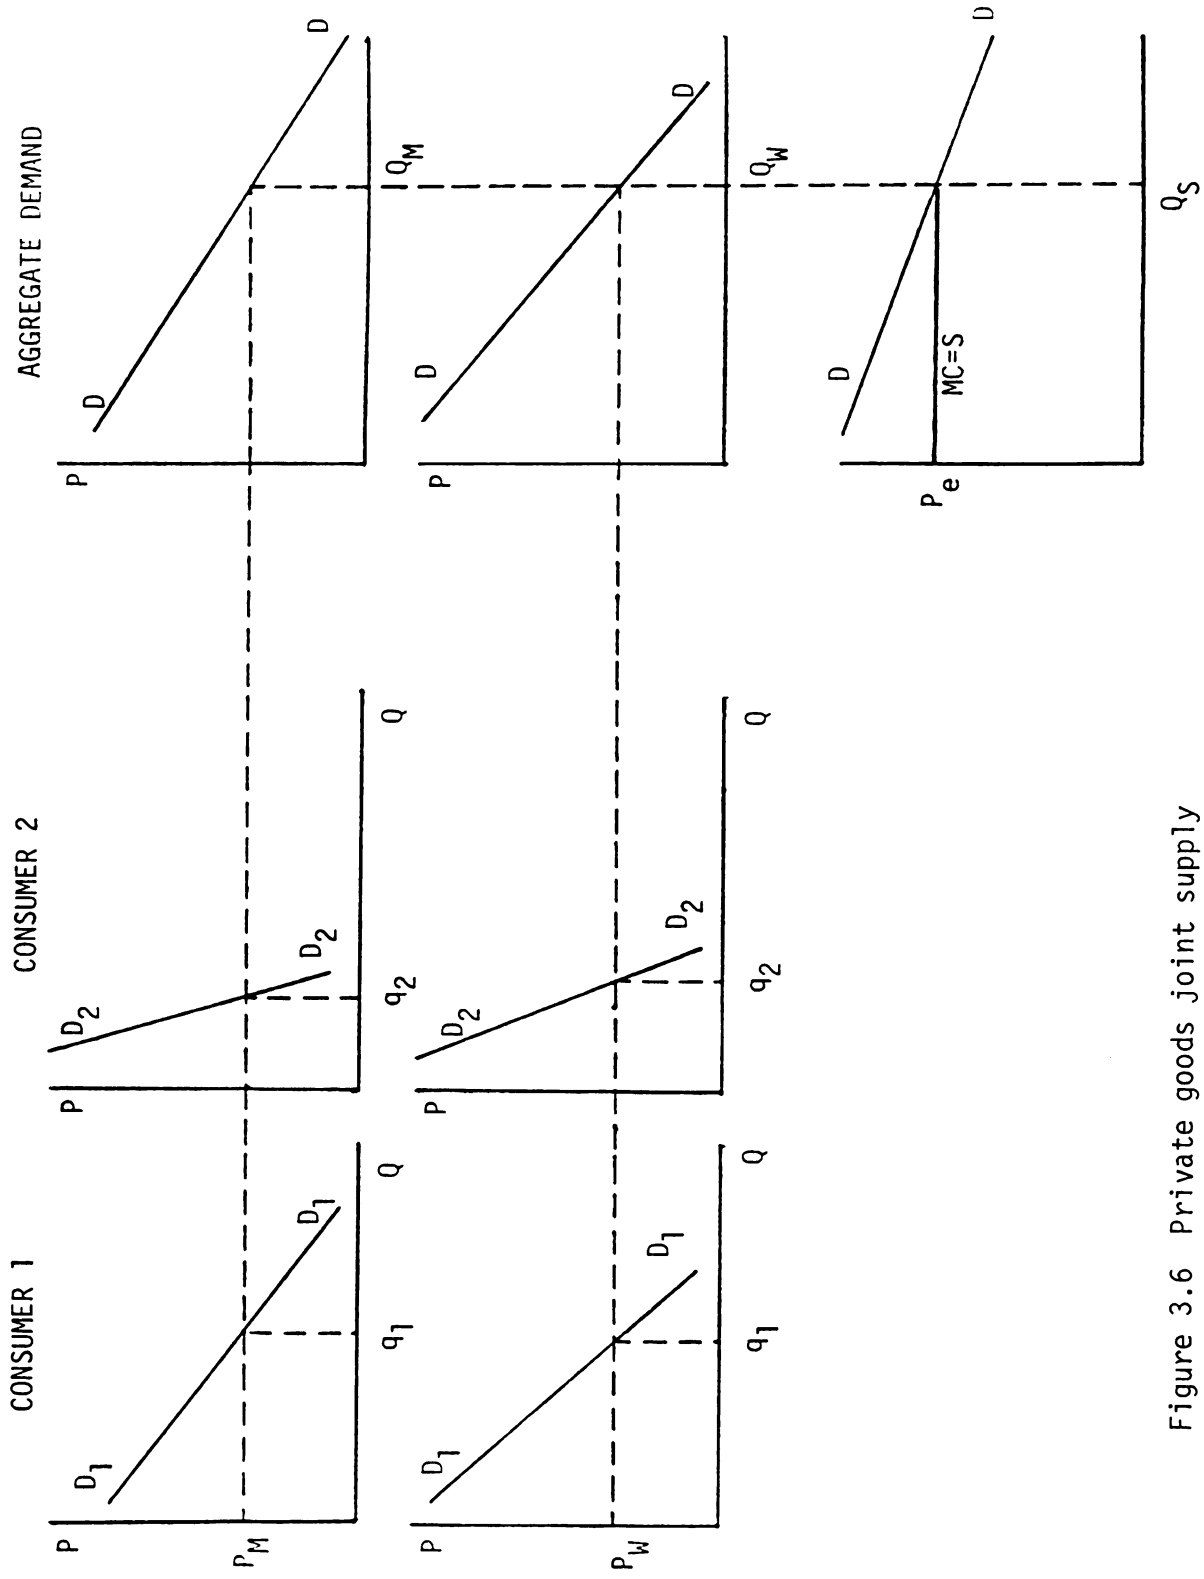 CONSUMER 1
CONSUMER 2
AGGREGATE DEMAND
P
D1
D1
PM
q1
Q
P
D2
D2
q2
Q
P
D
D
QM
P
D1
D1
PW
q1
Q
P
D2
D2
q2
Q
P
D
D
QW
D
D
MC=S
Pe
QS
Figure 3.6 Private goods joint supply